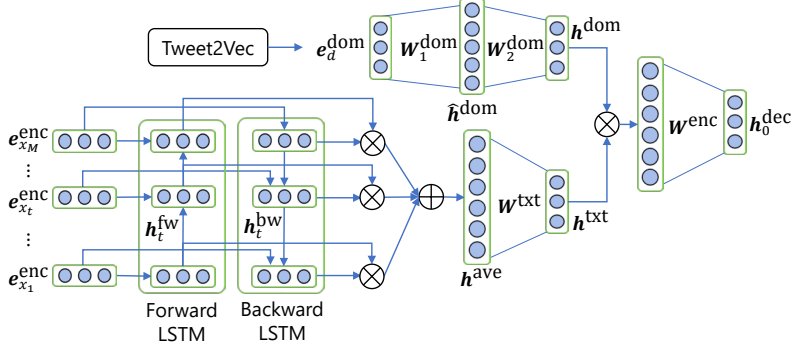 Tweet2Vec
e_d^dom
W_1^dom
W_2^dom
h^dom
ĥ^dom
W^enc
h_0^dec
e_{x_M}^enc
⋮
e_{x_t}^enc
⋮
e_{x_1}^enc
h_t^fw
h_t^bw
W^txt
h^txt
h^ave
Forward
LSTM
Backward
LSTM